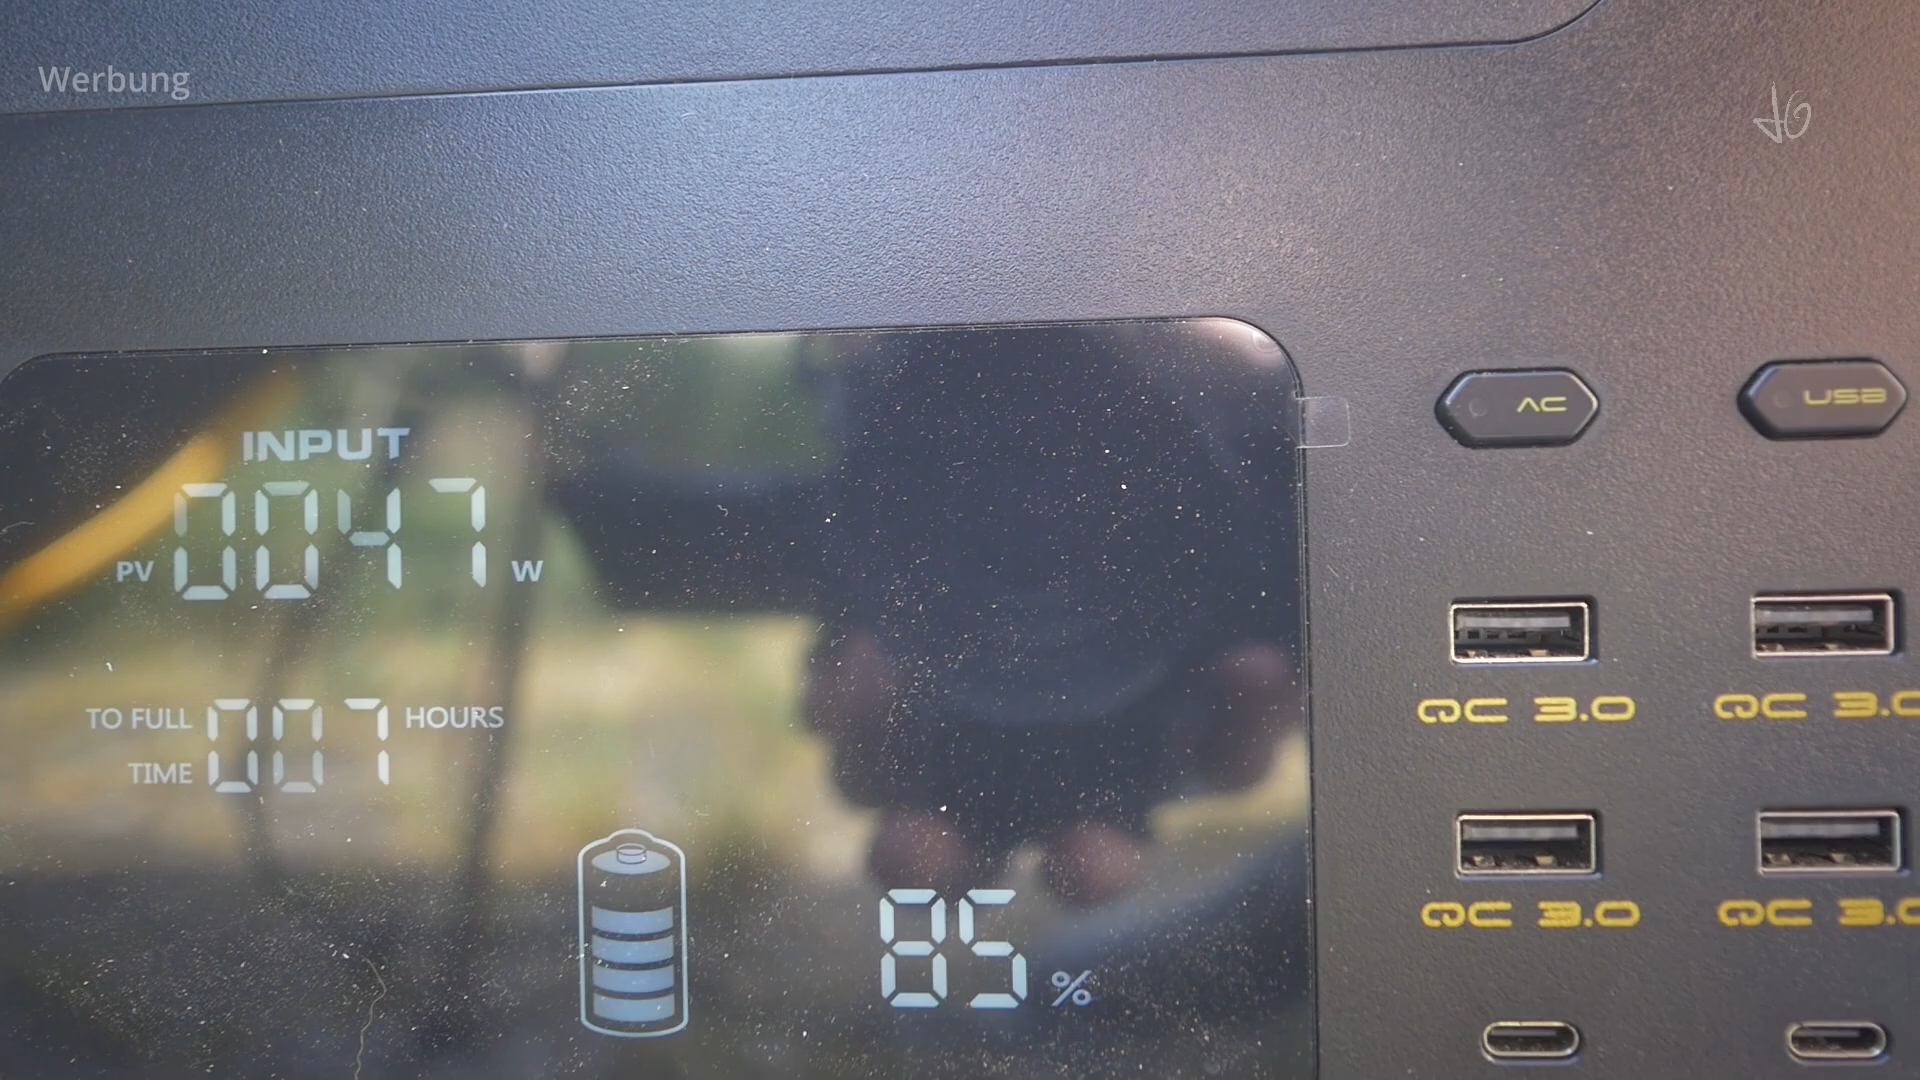 Werbung
INPUT
PV 0047 W
TO FULL TIME 007 HOURS
85 %
AC
USB
QC 3.0
QC 3.0
QC 3.0
QC 3.0